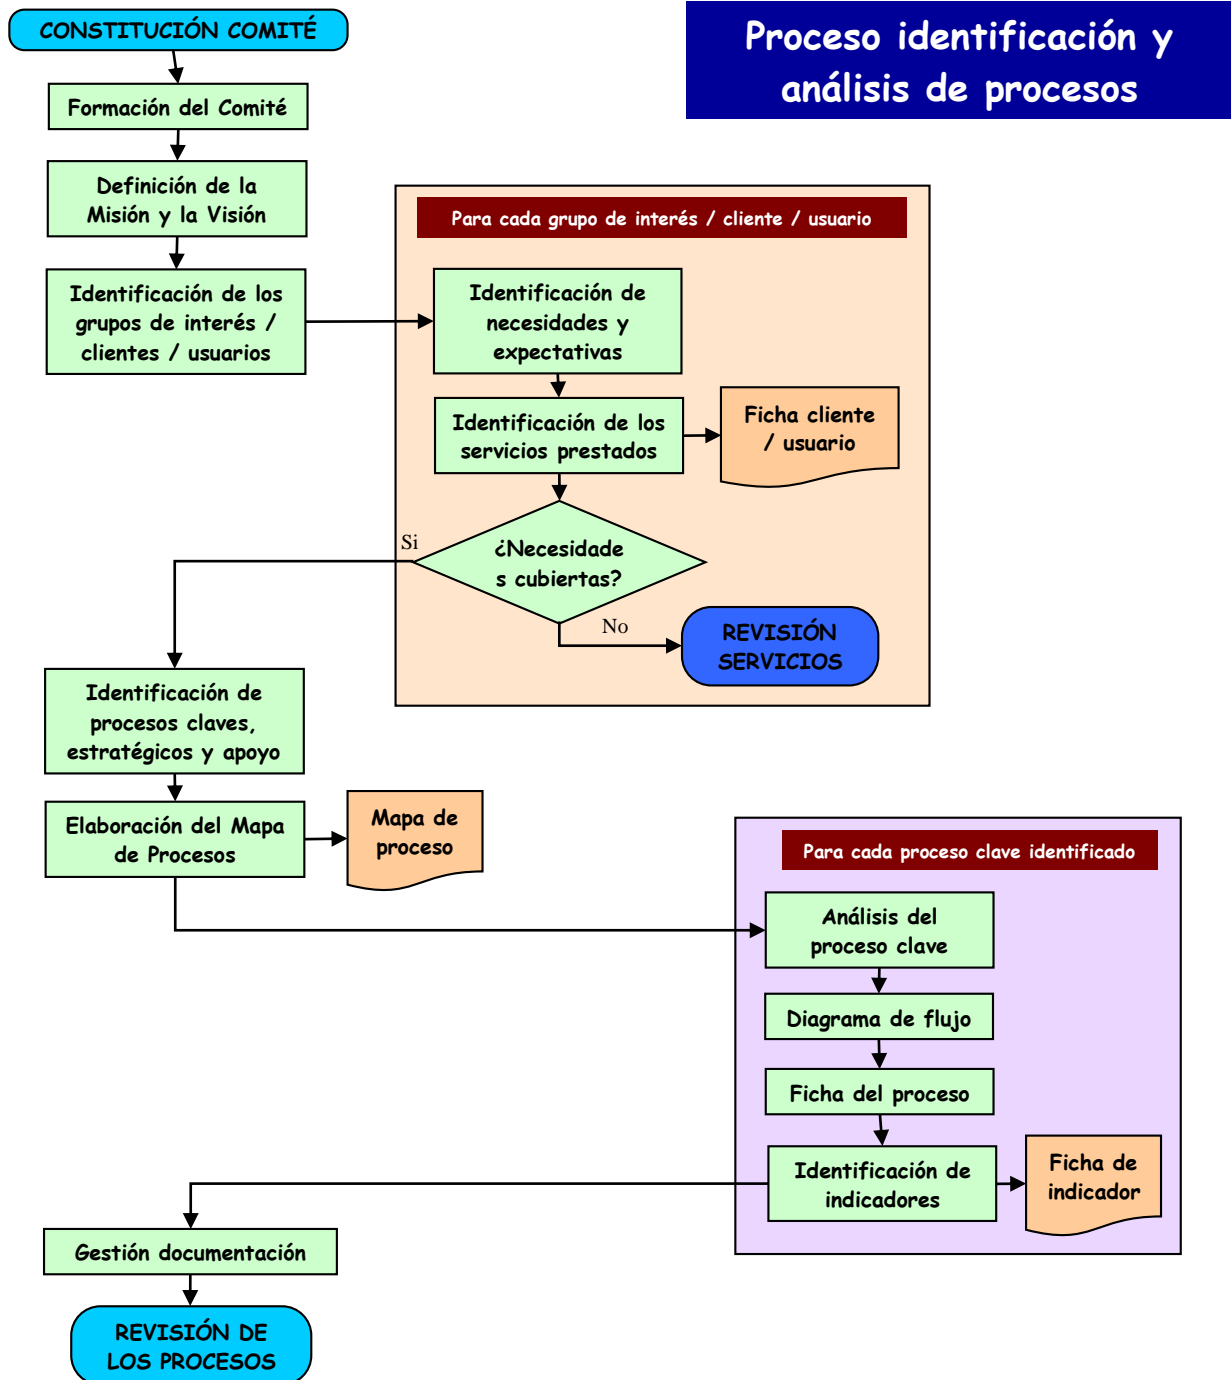 Proceso identificación y
análisis de procesos
CONSTITUCIÓN COMITÉ
Formación del Comité
Definición de la
Misión y la Visión
Identificación de los
grupos de interés /
clientes / usuarios
Para cada grupo de interés / cliente / usuario
Identificación de
necesidades y
expectativas
Identificación de los
servicios prestados
Ficha cliente
/ usuario
¿Necesidade
s cubiertas?
Si
No
REVISIÓN
SERVICIOS
Identificación de
procesos claves,
estratégicos y apoyo
Elaboración del Mapa
de Procesos
Mapa de
proceso
Para cada proceso clave identificado
Análisis del
proceso clave
Diagrama de flujo
Ficha del proceso
Identificación de
indicadores
Ficha de
indicador
Gestión documentación
REVISIÓN DE
LOS PROCESOS